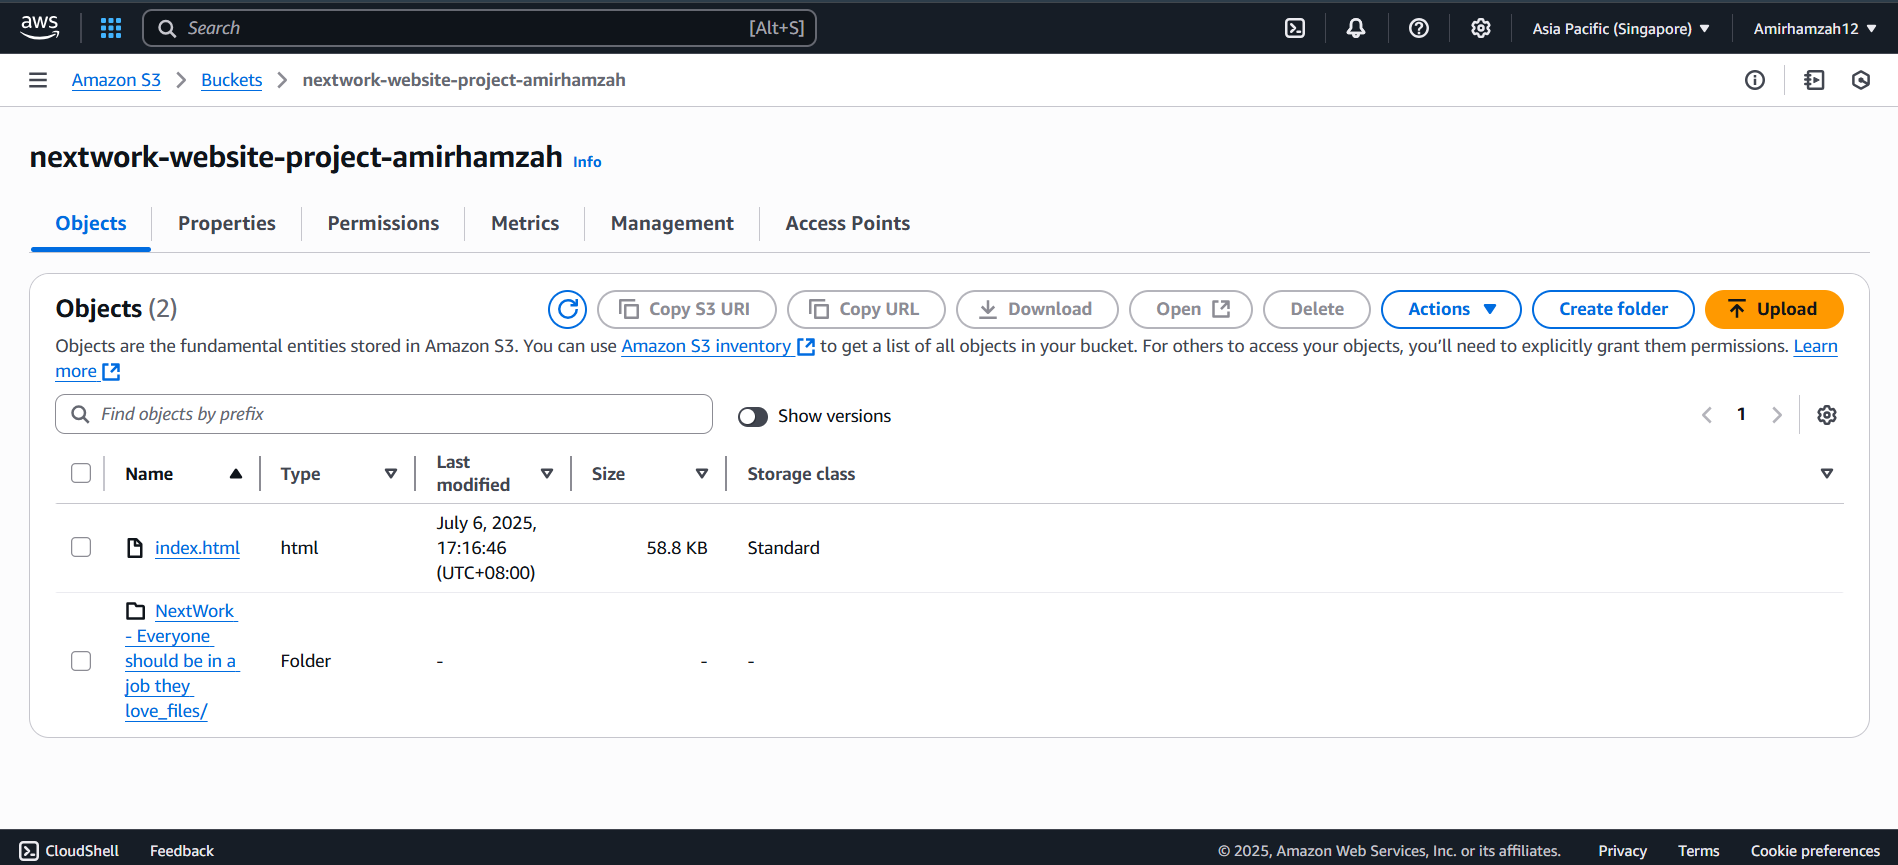 aws Search [Alt+S] Asia Pacific (Singapore) Amirhamzah12
Amazon S3 Buckets nextwork-website-project-amirhamzah
nextwork-website-project-amirhamzah Info
Objects Properties Permissions Metrics Management Access Points
Objects (2) Copy S3 URI Copy URL Download Open Delete Actions Create folder Upload
Objects are the fundamental entities stored in Amazon S3. You can use Amazon S3 inventory to get a list of all objects in your bucket. For others to access your objects, you'll need to explicitly grant them permissions. Learn
more
Find objects by prefix Show versions 1
Name Type Last modified Size Storage class
index.html html July 6, 2025, 17:16:46 (UTC+08:00) 58.8 KB Standard
NextWork
- Everyone
should be in a Folder - - -
job they
love_files/
CloudShell Feedback © 2025, Amazon Web Services, Inc. or its affiliates. Privacy Terms Cookie preferences